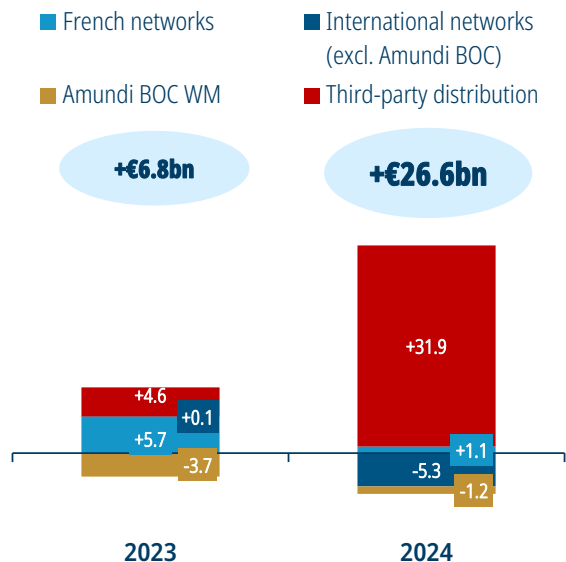 French networks
International networks
(excl. Amundi BOC)
Amundi BOC WM
Third-party distribution
+€6.8bn
+€26.6bn
+4.6
+0.1
+5.7
-3.7
+31.9
+1.1
-5.3
-1.2
2023
2024